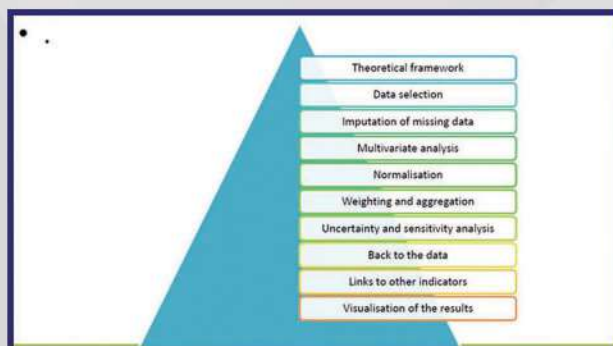 Theoretical framework
Data selection
Imputation of missing data
Multivariate analysis
Normalisation
Weighting and aggregation
Uncertainty and sensitivity analysis
Back to the data
Links to other indicators
Visualisation of the results